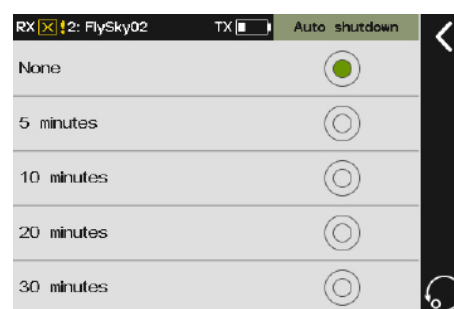 RX !2: FlySky02 TX Auto shutdown
None
5 minutes
10 minutes
20 minutes
30 minutes